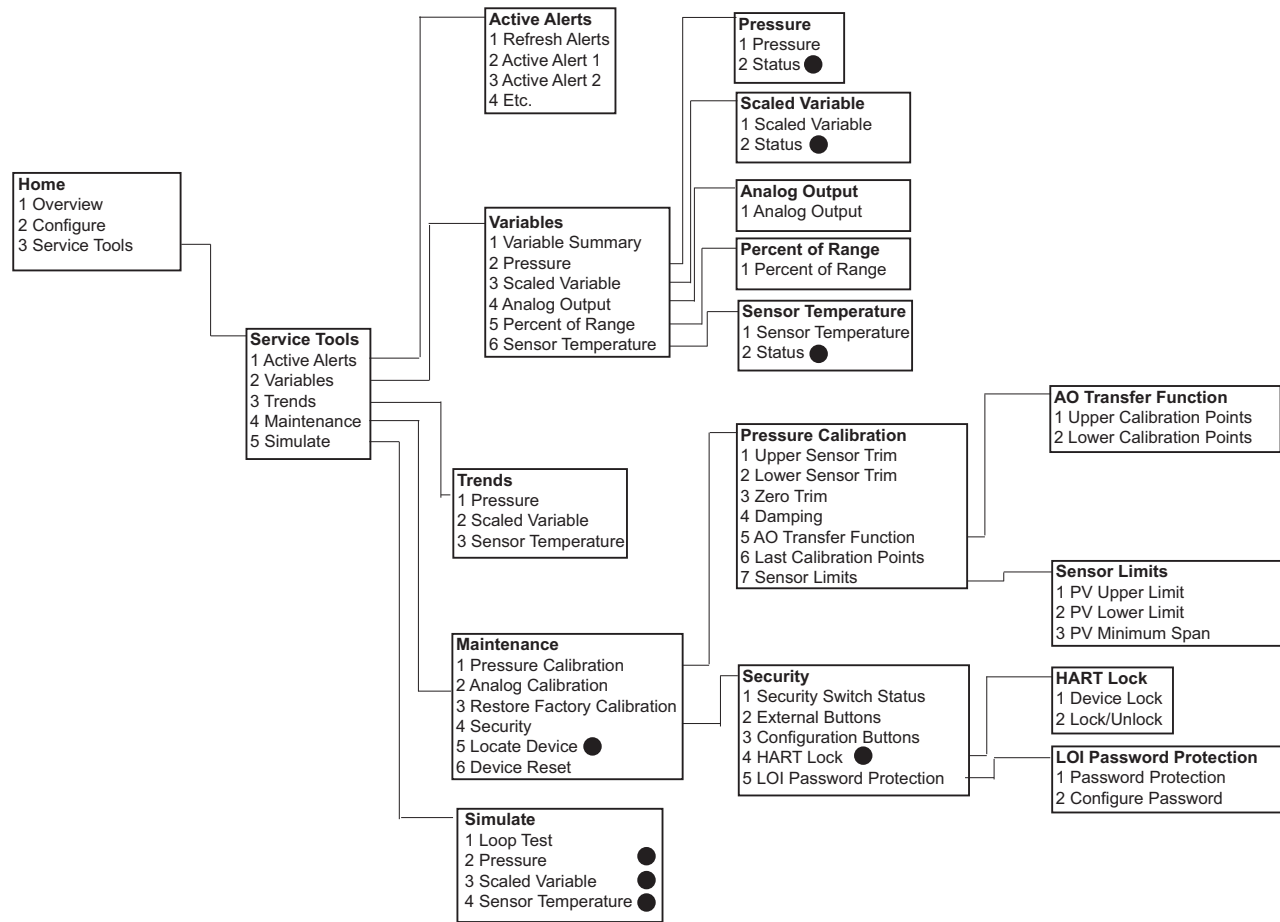 Home
1 Overview
2 Configure
3 Service Tools
Service Tools
1 Active Alerts
2 Variables
3 Trends
4 Maintenance
5 Simulate
Active Alerts
1 Refresh Alerts
2 Active Alert 1
3 Active Alert 2
4 Etc.
Variables
1 Variable Summary
2 Pressure
3 Scaled Variable
4 Analog Output
5 Percent of Range
6 Sensor Temperature
Trends
1 Pressure
2 Scaled Variable
3 Sensor Temperature
Maintenance
1 Pressure Calibration
2 Analog Calibration
3 Restore Factory Calibration
4 Security
5 Locate Device
6 Device Reset
Simulate
1 Loop Test
2 Pressure
3 Scaled Variable
4 Sensor Temperature
Pressure
1 Pressure
2 Status
Scaled Variable
1 Scaled Variable
2 Status
Analog Output
1 Analog Output
Percent of Range
1 Percent of Range
Sensor Temperature
1 Sensor Temperature
2 Status
Pressure Calibration
1 Upper Sensor Trim
2 Lower Sensor Trim
3 Zero Trim
4 Damping
5 AO Transfer Function
6 Last Calibration Points
7 Sensor Limits
Security
1 Security Switch Status
2 External Buttons
3 Configuration Buttons
4 HART Lock
5 LOI Password Protection
AO Transfer Function
1 Upper Calibration Points
2 Lower Calibration Points
Sensor Limits
1 PV Upper Limit
2 PV Lower Limit
3 PV Minimum Span
HART Lock
1 Device Lock
2 Lock/Unlock
LOI Password Protection
1 Password Protection
2 Configure Password